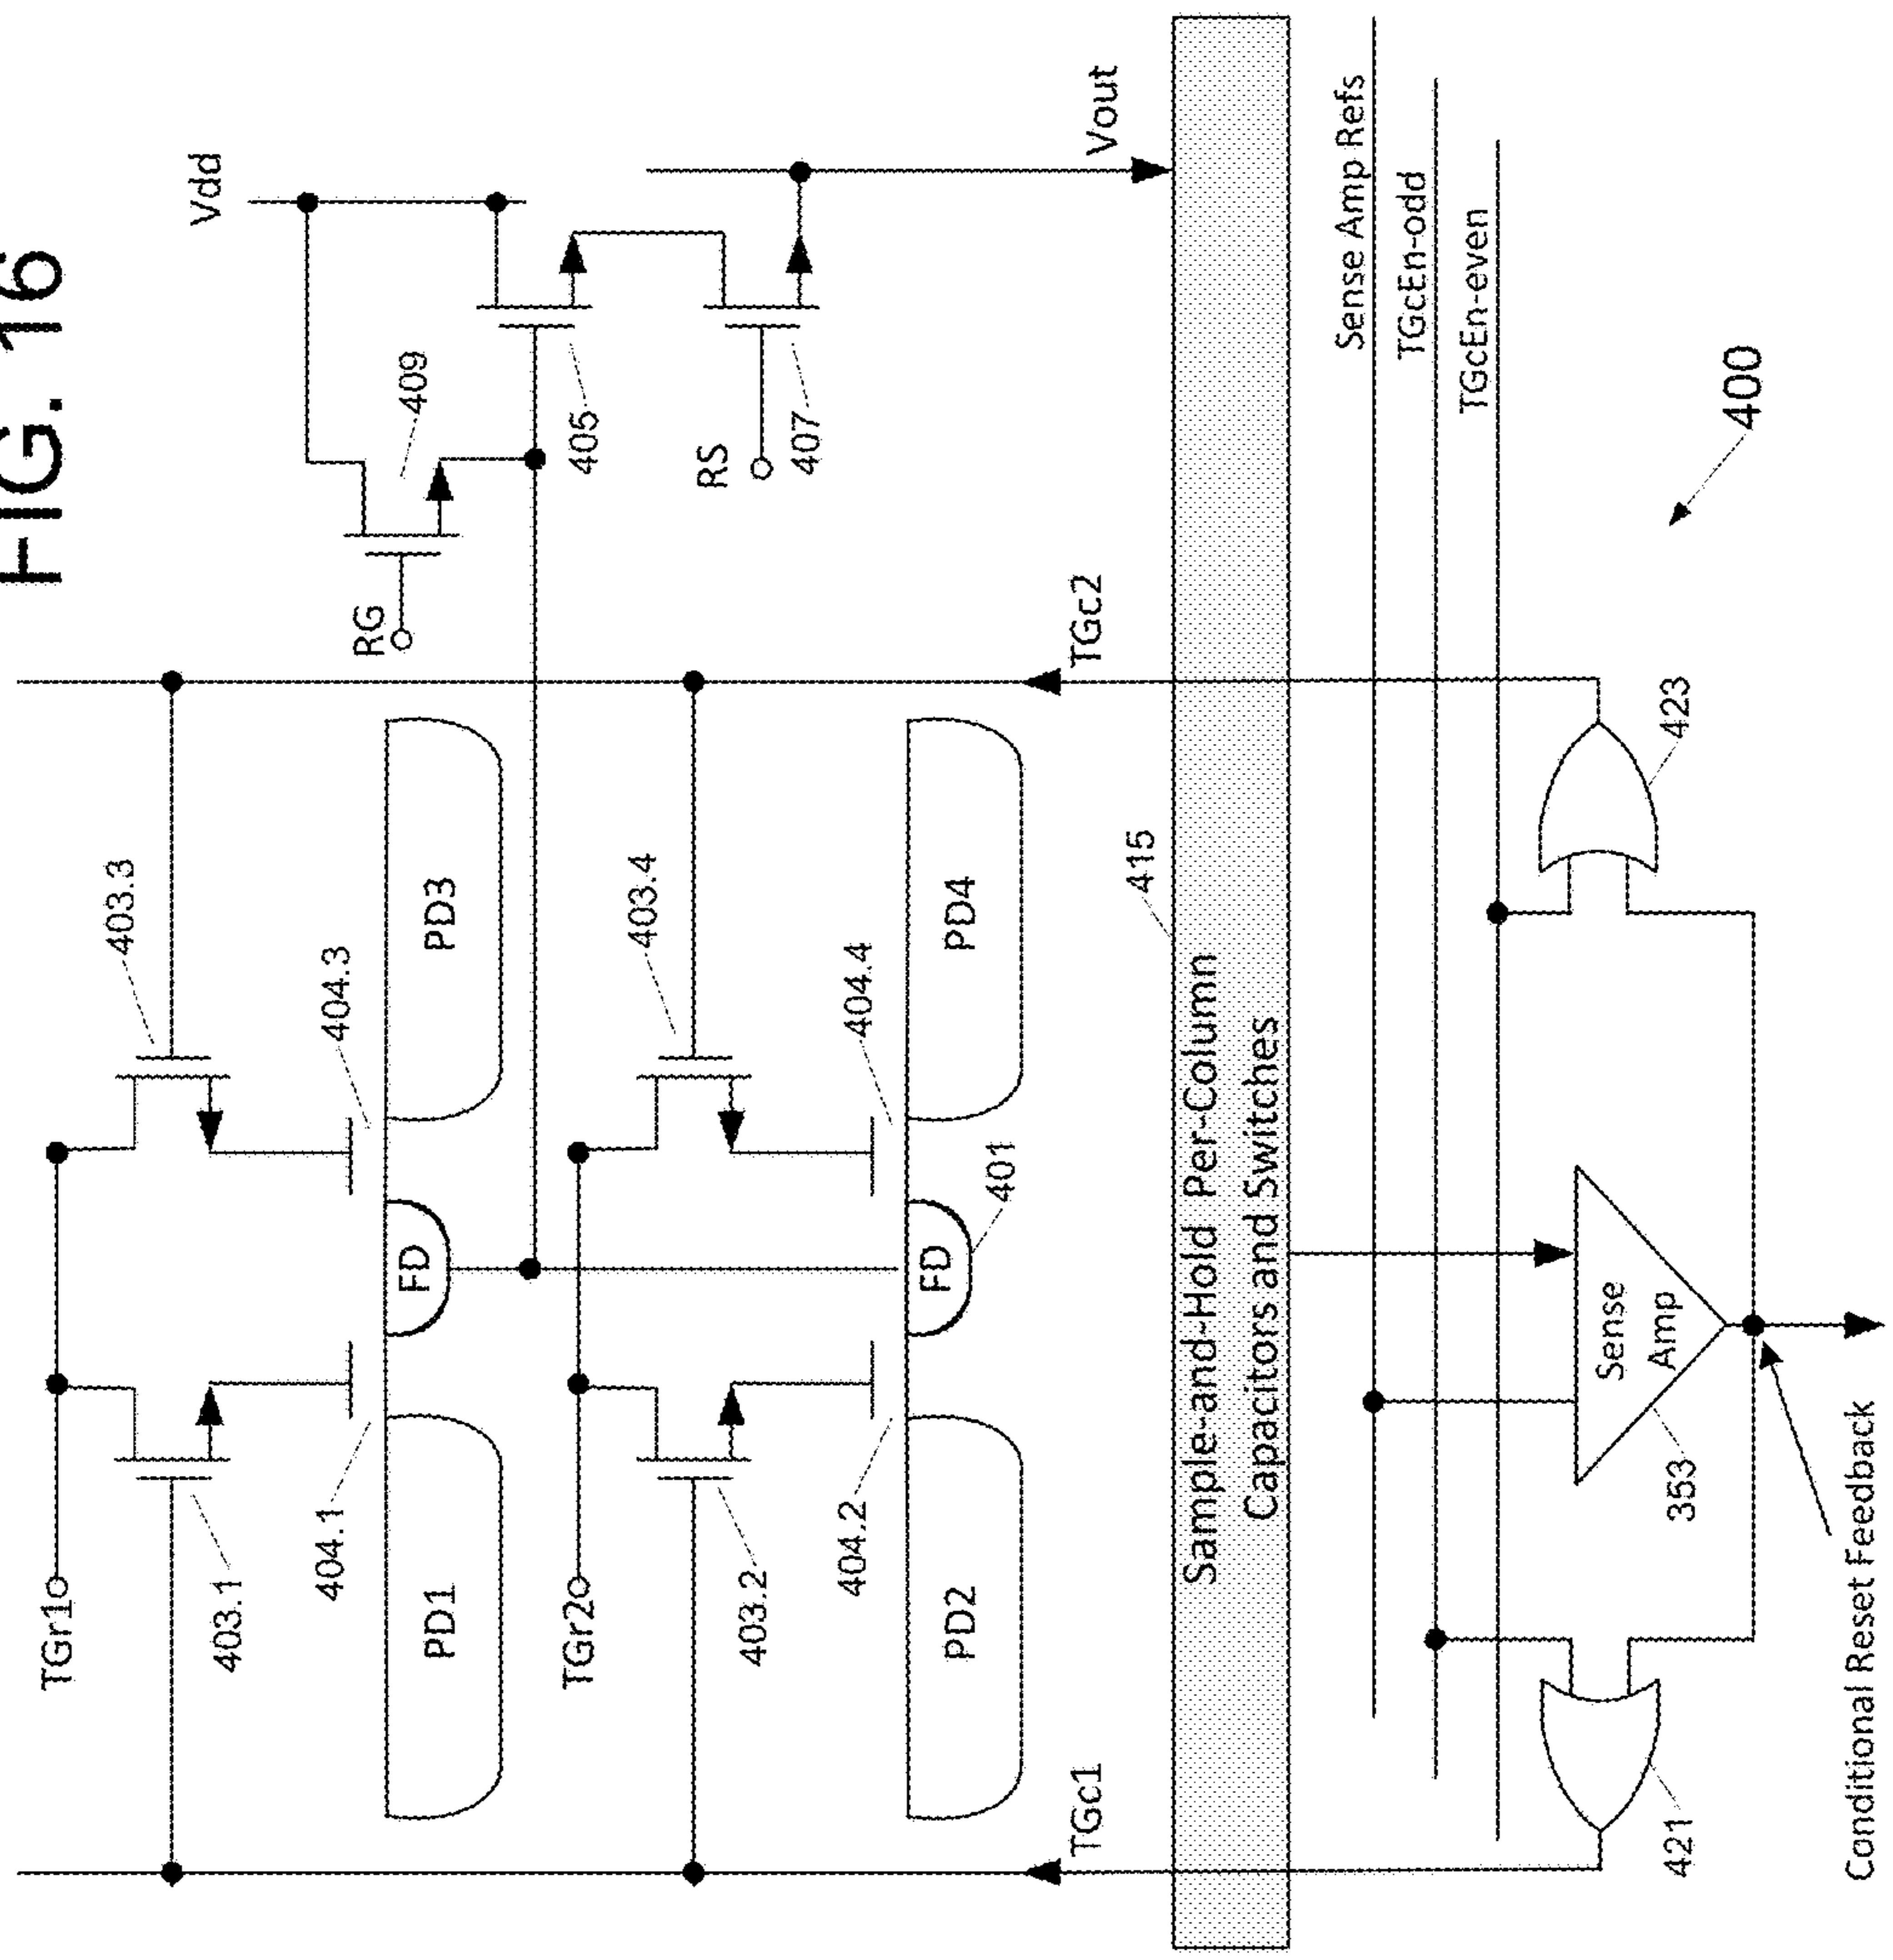 FIG. 16
Vdd
RG
409
405
RS
407
Vout
TGr1
403.1
403.3
404.1
404.3
PD1
FD
PD3
TGr2
403.2
403.4
404.2
404.4
PD2
FD
PD4
401
TGc1
TGc2
415
Sample-and-Hold Per-Column
Capacitors and Switches
Sense Amp Refs
TGcEn-odd
TGcEn-even
Sense
Amp
353
421
423
400
Conditional Reset Feedback